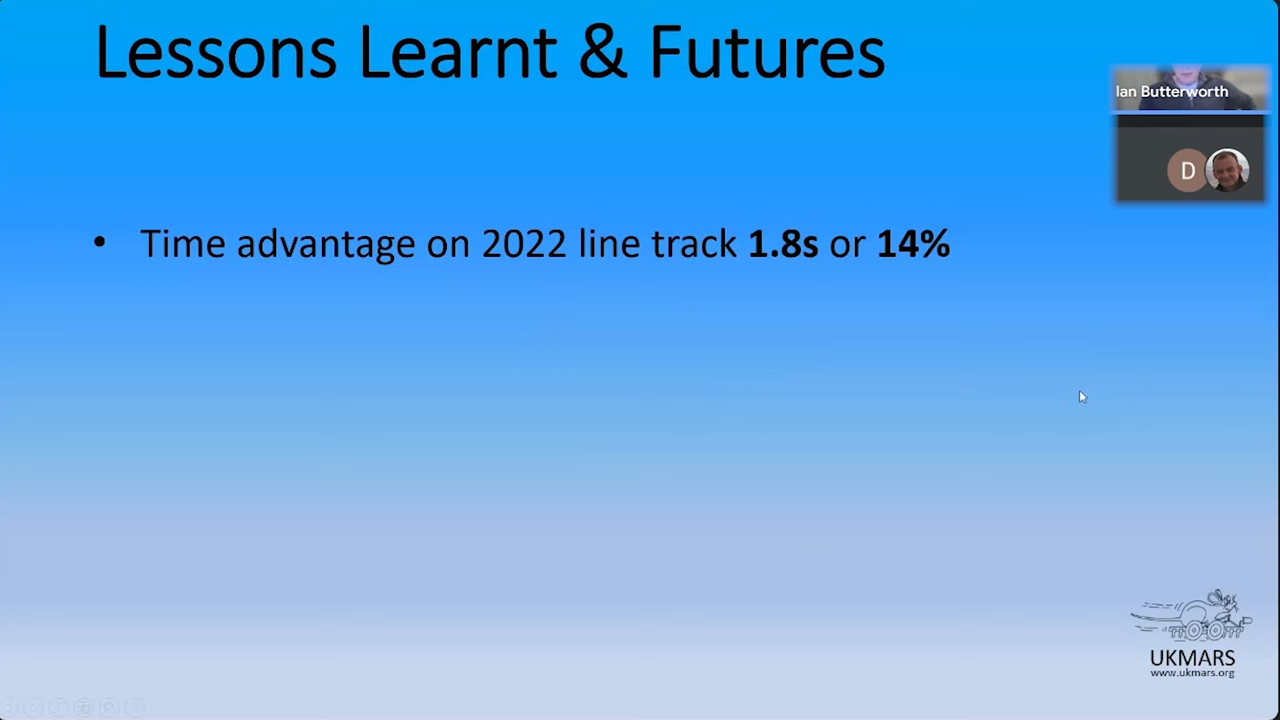 Lessons Learnt & Futures
Ian Butterworth
D
• Time advantage on 2022 line track 1.8s or 14%
UKMARS
www.ukmars.org